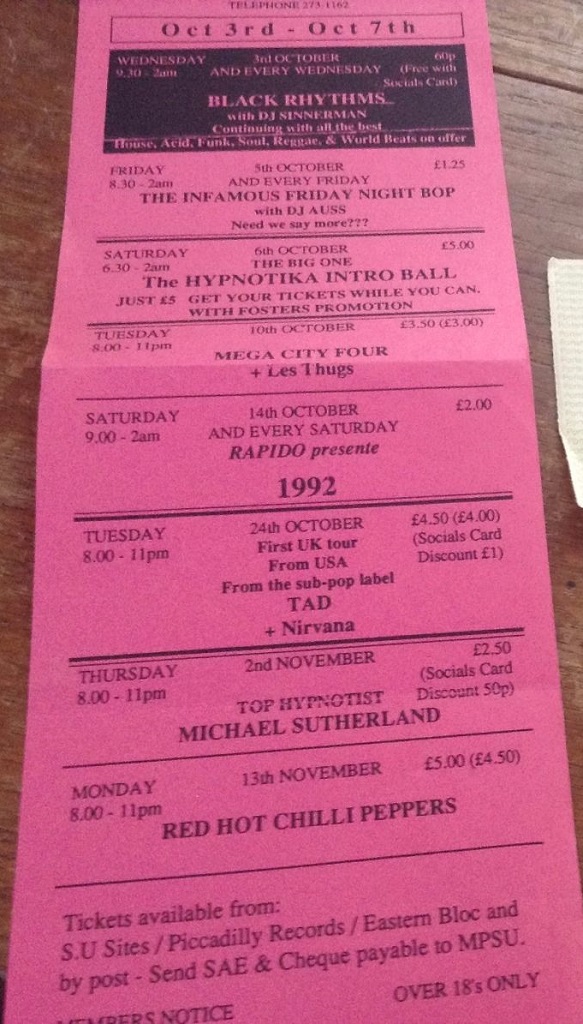 TELEPHONE 273 1162
Oct 3rd - Oct 7th
WEDNESDAY 3rd OCTOBER 60p
9.30 - 2am AND EVERY WEDNESDAY (Free with
Socials Card)
BLACK RHYTHMS
with DJ SINNERMAN
Continuing with all the best
House, Acid, Funk, Soul, Reggae, & World Beats on offer
FRIDAY 5th OCTOBER £1.25
8.30 - 2am AND EVERY FRIDAY
THE INFAMOUS FRIDAY NIGHT BOP
with DJ AUSS
Need we say more???
SATURDAY 6th OCTOBER £5.00
6.30 - 2am THE BIG ONE
The HYPNOTIKA INTRO BALL
JUST £5 GET YOUR TICKETS WHILE YOU CAN.
WITH FOSTERS PROMOTION
TUESDAY 10th OCTOBER £3.50 (£3.00)
8.00 - 11pm
MEGA CITY FOUR
+ Les Thugs
SATURDAY 14th OCTOBER £2.00
9.00 - 2am AND EVERY SATURDAY
RAPIDO presente
1992
TUESDAY 24th OCTOBER £4.50 (£4.00)
8.00 - 11pm First UK tour (Socials Card
From USA Discount £1)
From the sub-pop label
TAD
+ Nirvana
THURSDAY 2nd NOVEMBER £2.50
8.00 - 11pm (Socials Card
TOP HYPNOTIST Discount 50p)
MICHAEL SUTHERLAND
MONDAY 13th NOVEMBER £5.00 (£4.50)
8.00 - 11pm
RED HOT CHILLI PEPPERS
Tickets available from:
S.U Sites / Piccadilly Records / Eastern Bloc and
by post - Send SAE & Cheque payable to MPSU.
OVER 18's ONLY
MEMBERS NOTICE